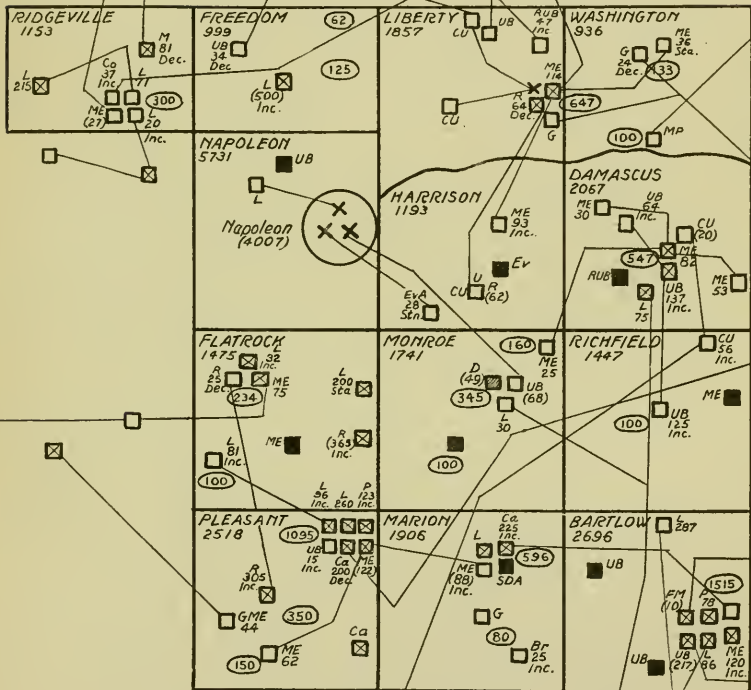 RIDGEVILLE
1153
M
81
Dec.
L
215
Co
37
Inc.
L
71
300
ME
(27)
L
20
Inc.
FREEDOM
999
62
UB
34
Dec
125
L
(500)
Inc.
LIBERTY
1857
CU
UB
RUB
47
Inc.
ME
114
R
64
Dec.
647
CU
G
WASHINGTON
936
ME
36
Sta.
G
24
Dec.
433
100
MP
NAPOLEON
5731
UB
L
Napoleon
(4007)
HARRISON
1193
ME
93
Inc.
Ev
U
CU
R
(62)
EvA
28
Stn.
DAMASCUS
2067
ME
30
UB
64
Inc.
CU
(20)
547
ME
82
RUB
UB
137
Inc.
L
75
ME
53
FLATROCK
1475
L
32
Inc.
R
25
Dec.
ME
75
234
L
200
Sta
ME
R
(365)
Inc.
L
81
Inc.
100
MONROE
1741
160
ME
25
D
(49)
UB
(68)
345
L
30
100
RICHFIELD
1447
CU
56
Inc.
ME
100
UB
125
Inc.
PLEASANT
2518
L
96
Inc.
L
260
P
123
Inc.
1095
UB
15
Inc.
Ca
200
Dec.
ME
(122)
R
305
Inc.
GME
44
350
150
ME
62
Ca
MARION
1906
L
Ca
225
Inc.
596
ME
(88)
Inc.
SDA
G
80
Br
25
Inc.
BARTLOW
2696
L
287
UB
1515
FM
(10)
P
78
UB
(217)
L
86
ME
120
Inc.
UB